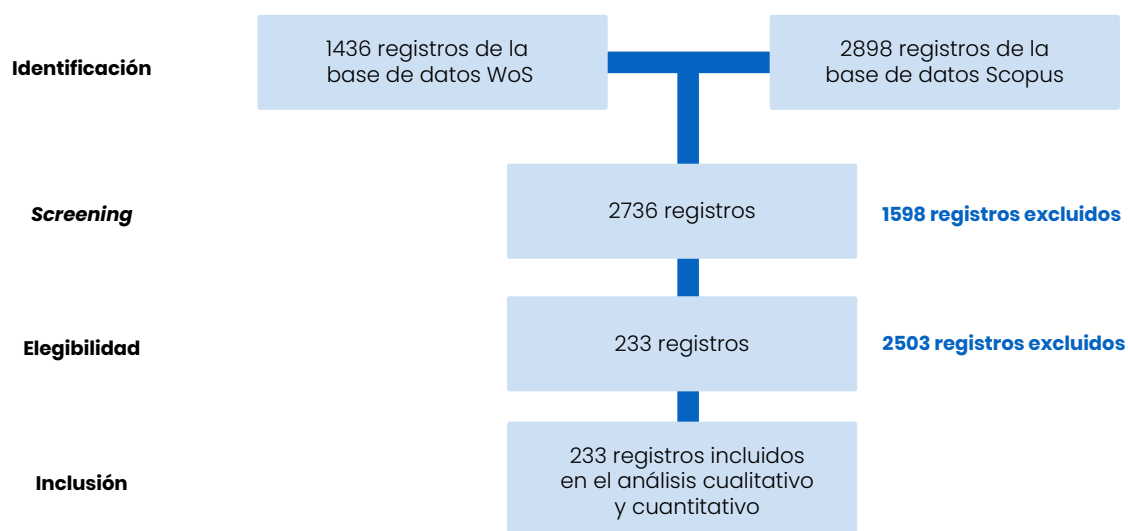 Identificación
1436 registros de la
base de datos WoS
2898 registros de la
base de datos Scopus
Screening
2736 registros
1598 registros excluidos
Elegibilidad
233 registros
2503 registros excluidos
Inclusión
233 registros incluidos
en el análisis cualitativo
y cuantitativo